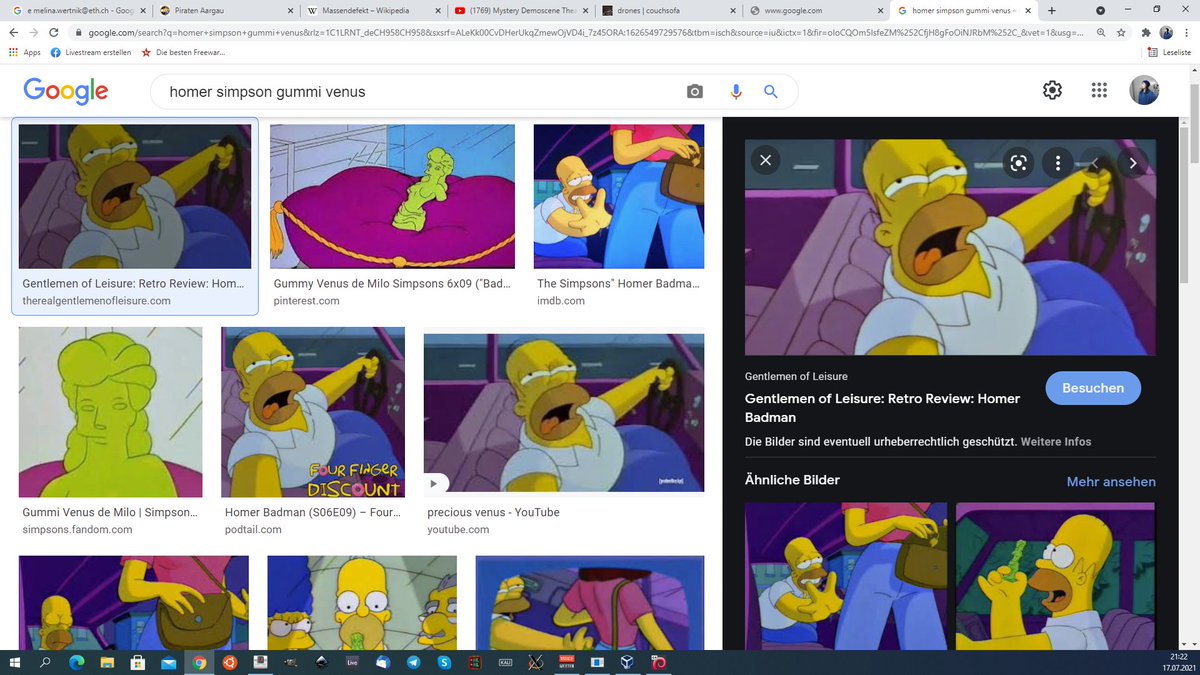 e melina.wertnik@eth.ch - Goog
Piraten Aargau
Massendefekt – Wikipedia
(1769) Mystery Demoscene Thea
drones | couchsofa
www.google.com
homer simpson gummi venus –
google.com/search?q=homer+simpson+gummi+venus&rlz=1C1LRNT_deCH958CH958&sxsrf=ALeKk00CvDHerUkqZmewOjVD4i_7z45ORA:1626549729576&tbm=isch&source=iu&ictx=1&fir=oIoCQOm5IsfeZM%252CfjH8gFoOiNJRbM%252C_&vet=1&usg=...
Apps
Livestream erstellen
Die besten Freewar...
Leseliste
Google
homer simpson gummi venus
Gentlemen of Leisure: Retro Review: Hom...
therealgentlemenofleisure.com
Gummy Venus de Milo Simpsons 6x09 ("Bad...
pinterest.com
The Simpsons" Homer Badma...
imdb.com
FOUR FINGER
DISCOUNT
Gummi Venus de Milo | Simpson...
simpsons.fandom.com
Homer Badman (S06E09) – Four...
podtail.com
precious venus - YouTube
youtube.com
Gentlemen of Leisure
Gentlemen of Leisure: Retro Review: Homer
Badman
Besuchen
Die Bilder sind eventuell urheberrechtlich geschützt. Weitere Infos
Ähnliche Bilder
Mehr ansehen
Live
KALI
21:22
17.07.2021